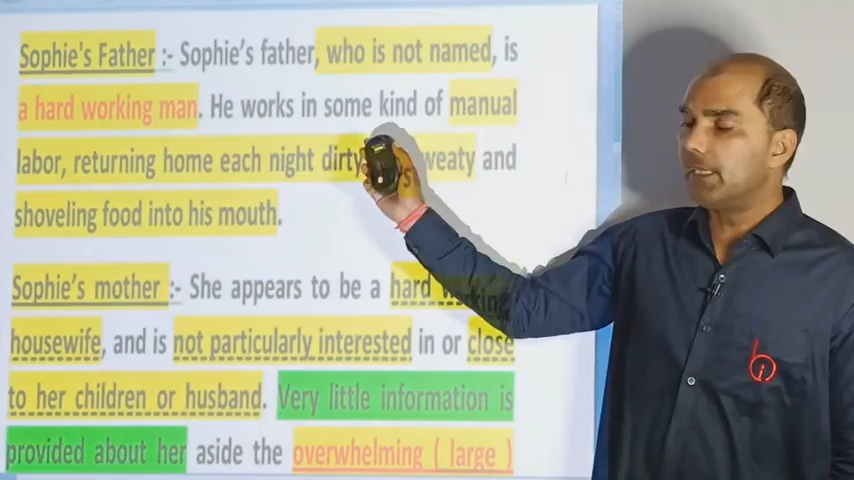 Sophie's Father :- Sophie's father, who is not named, is
a hard working man. He works in some kind of manual
labor, returning home each night dirty sweaty and
shoveling food into his mouth.
Sophie's mother :- She appears to be a hard working
housewife, and is not particularly interested in or close
to her children or husband. Very little information is
provided about her aside the overwhelming ( large )